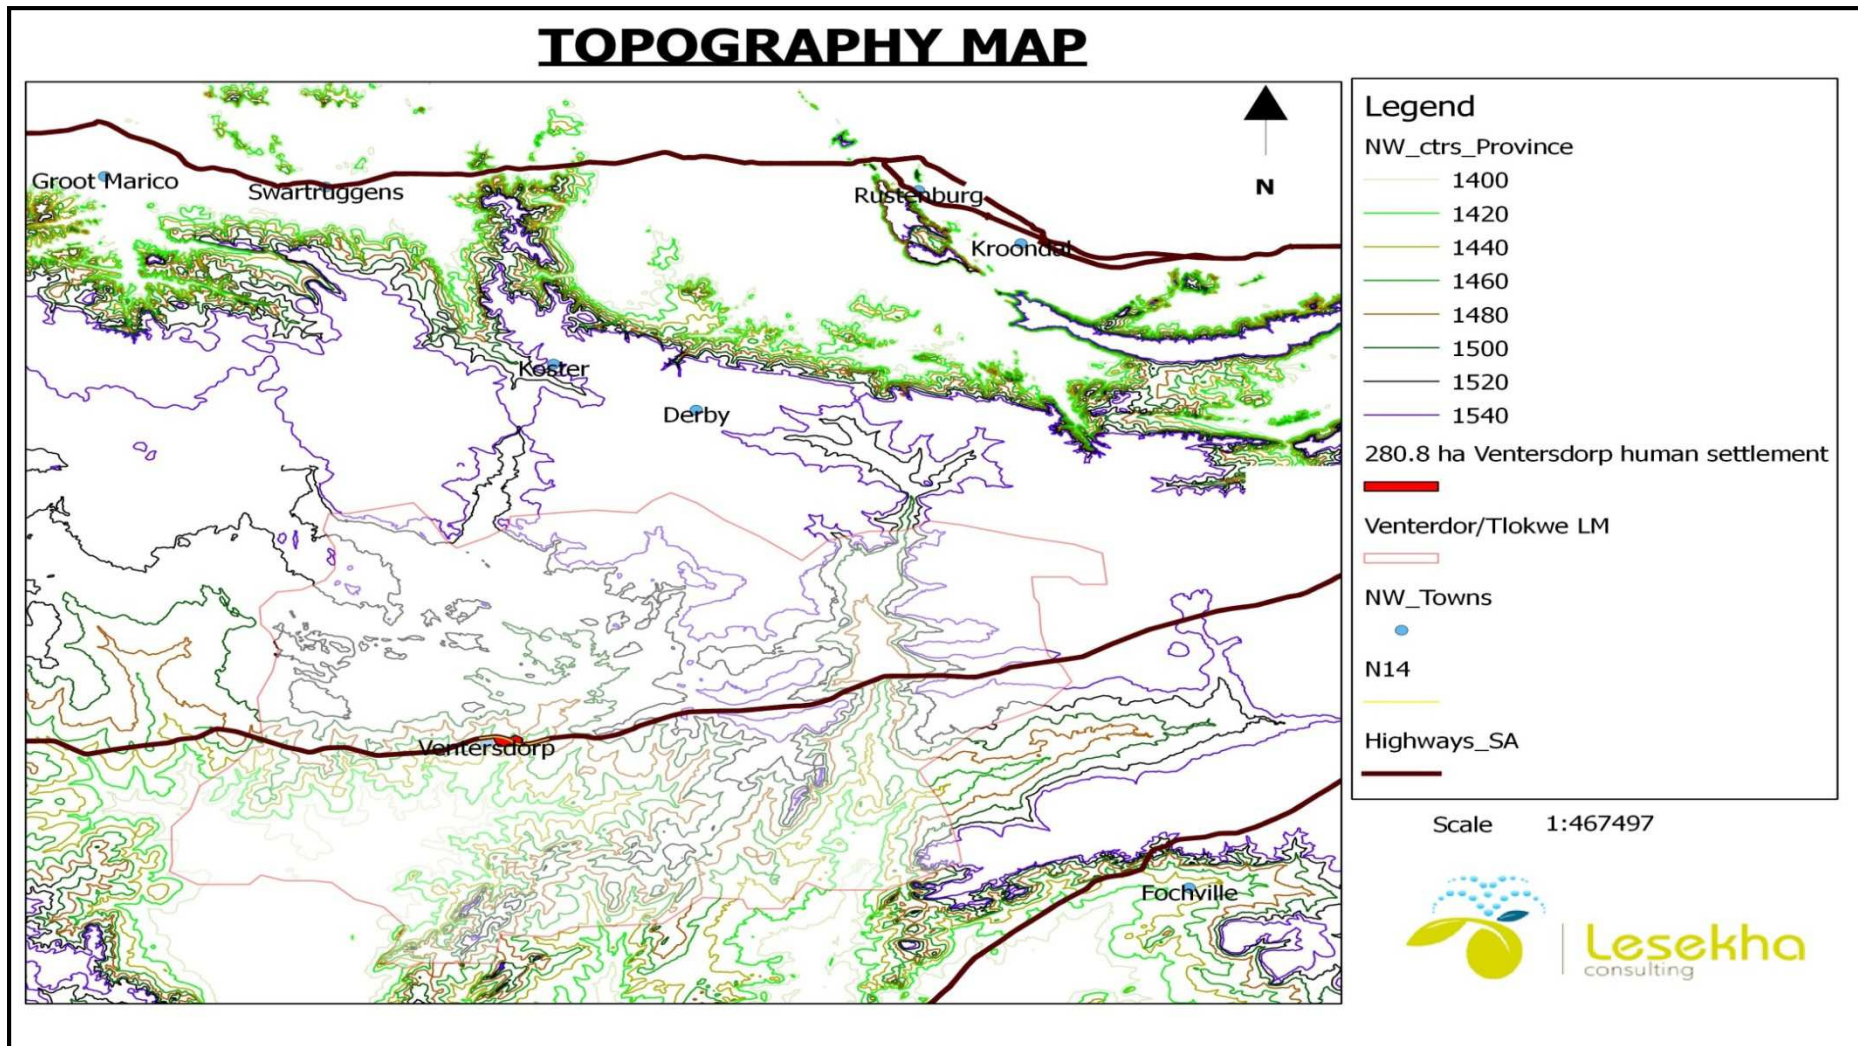 TOPOGRAPHY MAP
N
Groot Marico
Swartruggens
Rustenburg
Kroondal
Koster
Derby
Ventersdorp
Fochville
Legend
NW_ctrs_Province
1400
1420
1440
1460
1480
1500
1520
1540
280.8 ha Ventersdorp human settlement
Venterdor/Tlokwe LM
NW_Towns
N14
Highways_SA
Scale 1:467497
Lesekha
consulting